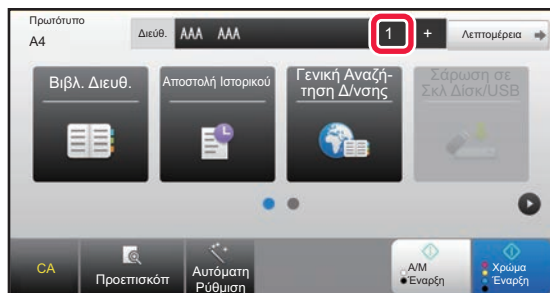 Πρωτότυπο
A4
Διεύθ. AAA AAA 1 + Λεπτομέρεια
Βιβλ. Διευθ.
Αποστολή Ιστορικού
Γενική Αναζή-
τηση Δ/νσης
Σάρωση σε
Σκλ Δίσκ/USB
CA
Προεπισκόπ
Αυτόματη
Ρύθμιση
Α/Μ
Έναρξη
Χρώμα
Έναρξη